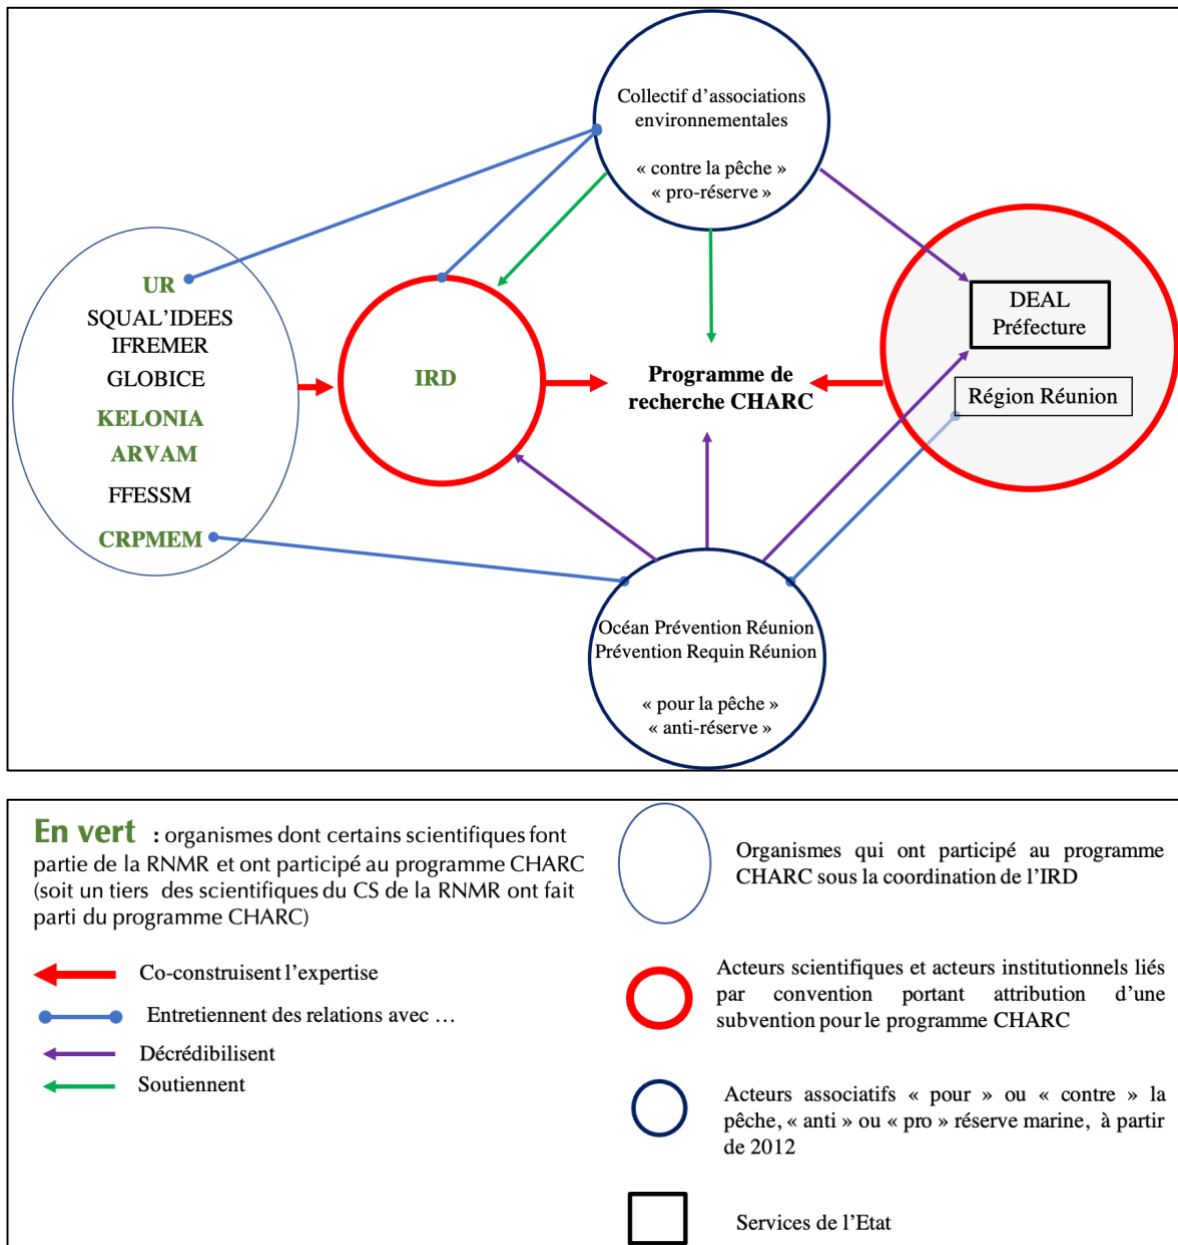 Collectif d'associations
environnementales
« contre la pêche »
« pro-réserve »
UR
SQUAL'IDEES
IFREMER
GLOBICE
KELONIA
ARVAM
FFESSM
CRPMEM
IRD
Programme de
recherche CHARC
DEAL
Préfecture
Région Réunion
Océan Prévention Réunion
Prévention Requin Réunion
« pour la pêche »
« anti-réserve »
En vert : organismes dont certains scientifiques font
partie de la RNMR et ont participé au programme CHARC
(soit un tiers des scientifiques du CS de la RNMR ont fait
parti du programme CHARC)
Co-construisent l'expertise
Entretiennent des relations avec …
Décrédibilisent
Soutiennent
Organismes qui ont participé au programme
CHARC sous la coordination de l'IRD
Acteurs scientifiques et acteurs institutionnels liés
par convention portant attribution d'une
subvention pour le programme CHARC
Acteurs associatifs « pour » ou « contre » la
pêche, « anti » ou « pro » réserve marine, à partir
de 2012
Services de l'Etat